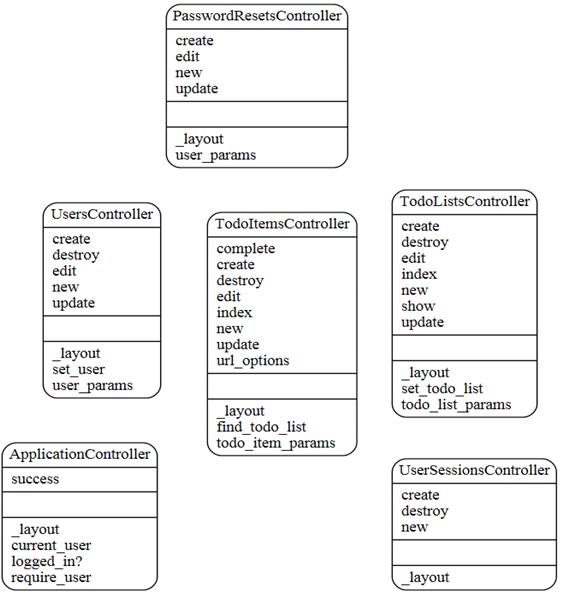 PasswordResetsController
create
edit
new
update
_layout
user_params
UsersController
create
destroy
edit
new
update
_layout
set_user
user_params
TodoItemsController
complete
create
destroy
edit
index
new
update
url_options
_layout
find_todo_list
todo_item_params
TodoListsController
create
destroy
edit
index
new
show
update
_layout
set_todo_list
todo_list_params
ApplicationController
success
_layout
current_user
logged_in?
require_user
UserSessionsController
create
destroy
new
_layout